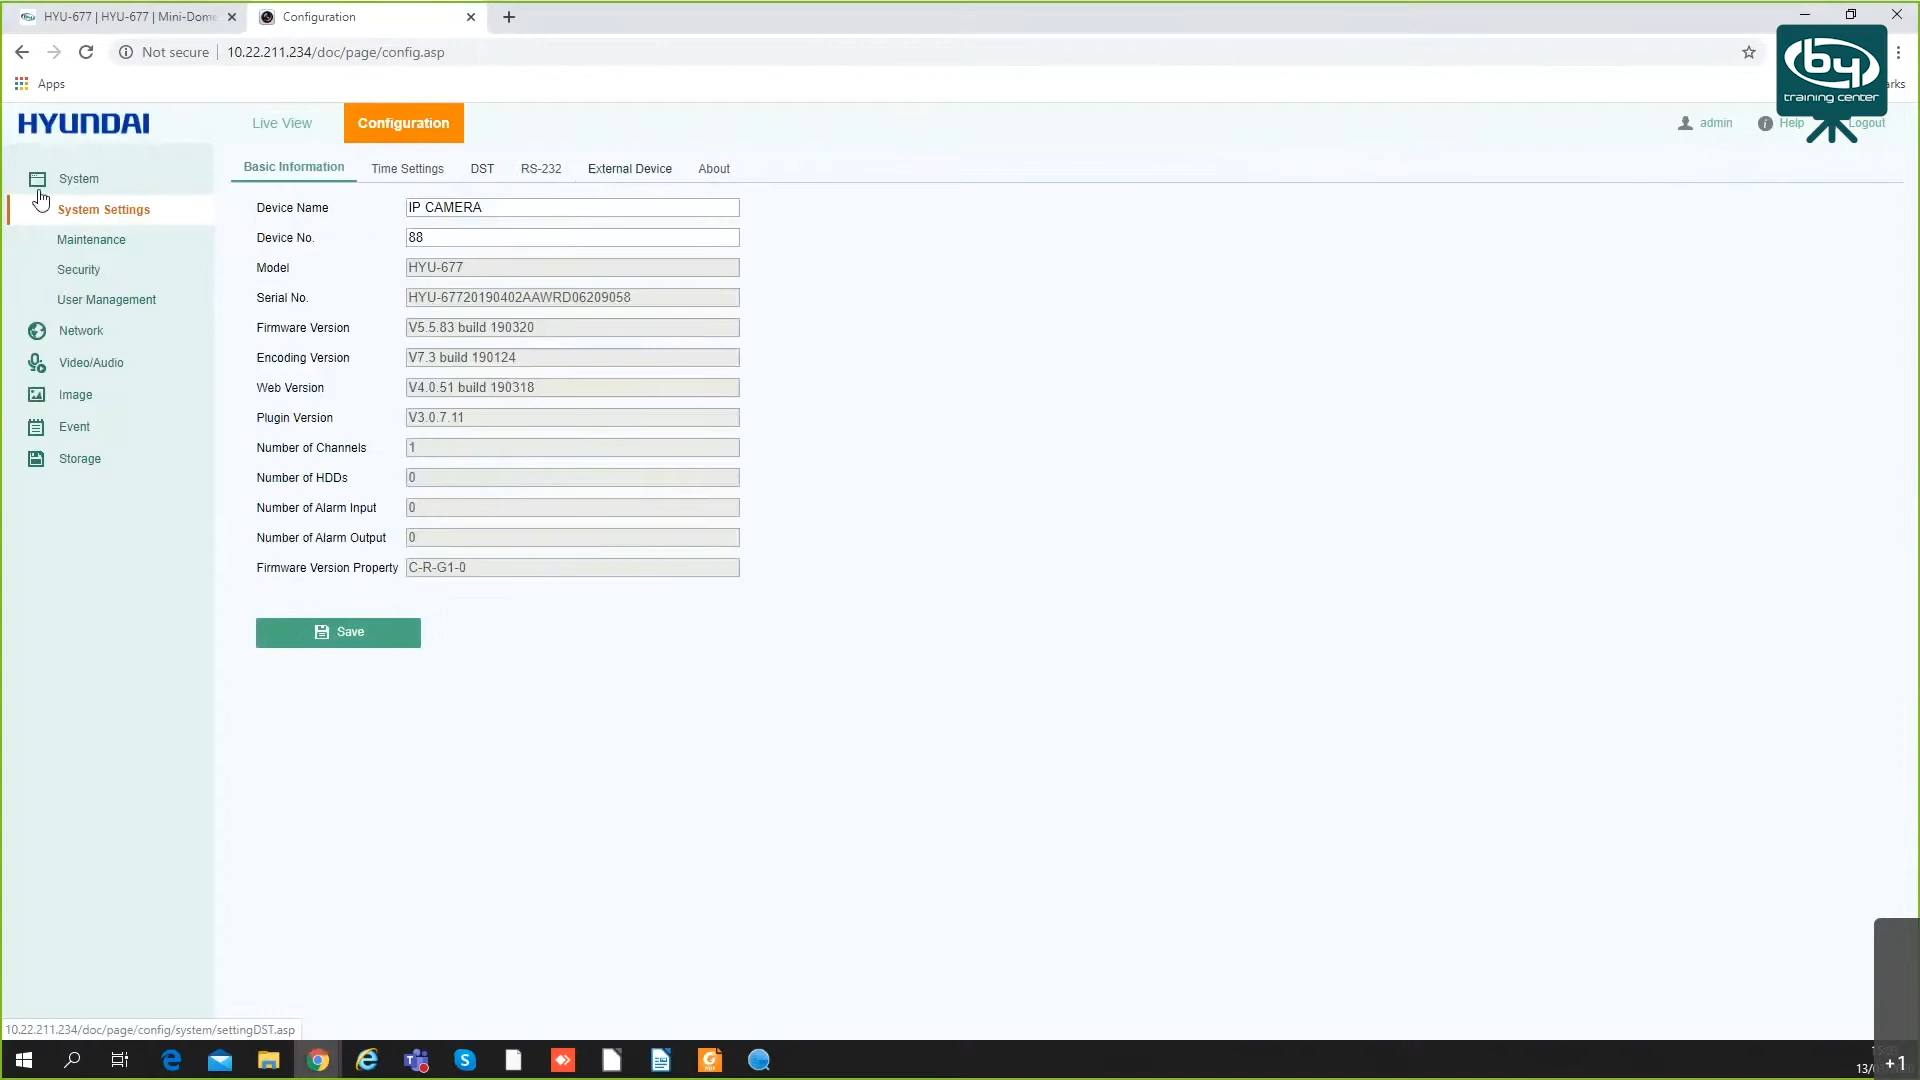 HYU-677 | HYU-677 | Mini-Dome
Configuration
Not secure | 10.22.211.234/doc/page/config.asp
Apps
arks
by
training center
HYUNDAI
Live View
Configuration
admin
Help
Logout
System
System Settings
Maintenance
Security
User Management
Network
Video/Audio
Image
Event
Storage
Basic Information
Time Settings
DST
RS-232
External Device
About
Device Name IP CAMERA
Device No. 88
Model HYU-677
Serial No. HYU-67720190402AAWRD06209058
Firmware Version V5.5.83 build 190320
Encoding Version V7.3 build 190124
Web Version V4.0.51 build 190318
Plugin Version V3.0.7.11
Number of Channels 1
Number of HDDs 0
Number of Alarm Input 0
Number of Alarm Output 0
Firmware Version Property C-R-G1-0
Save
10.22.211.234/doc/page/config/system/settingDST.asp
13/
+1